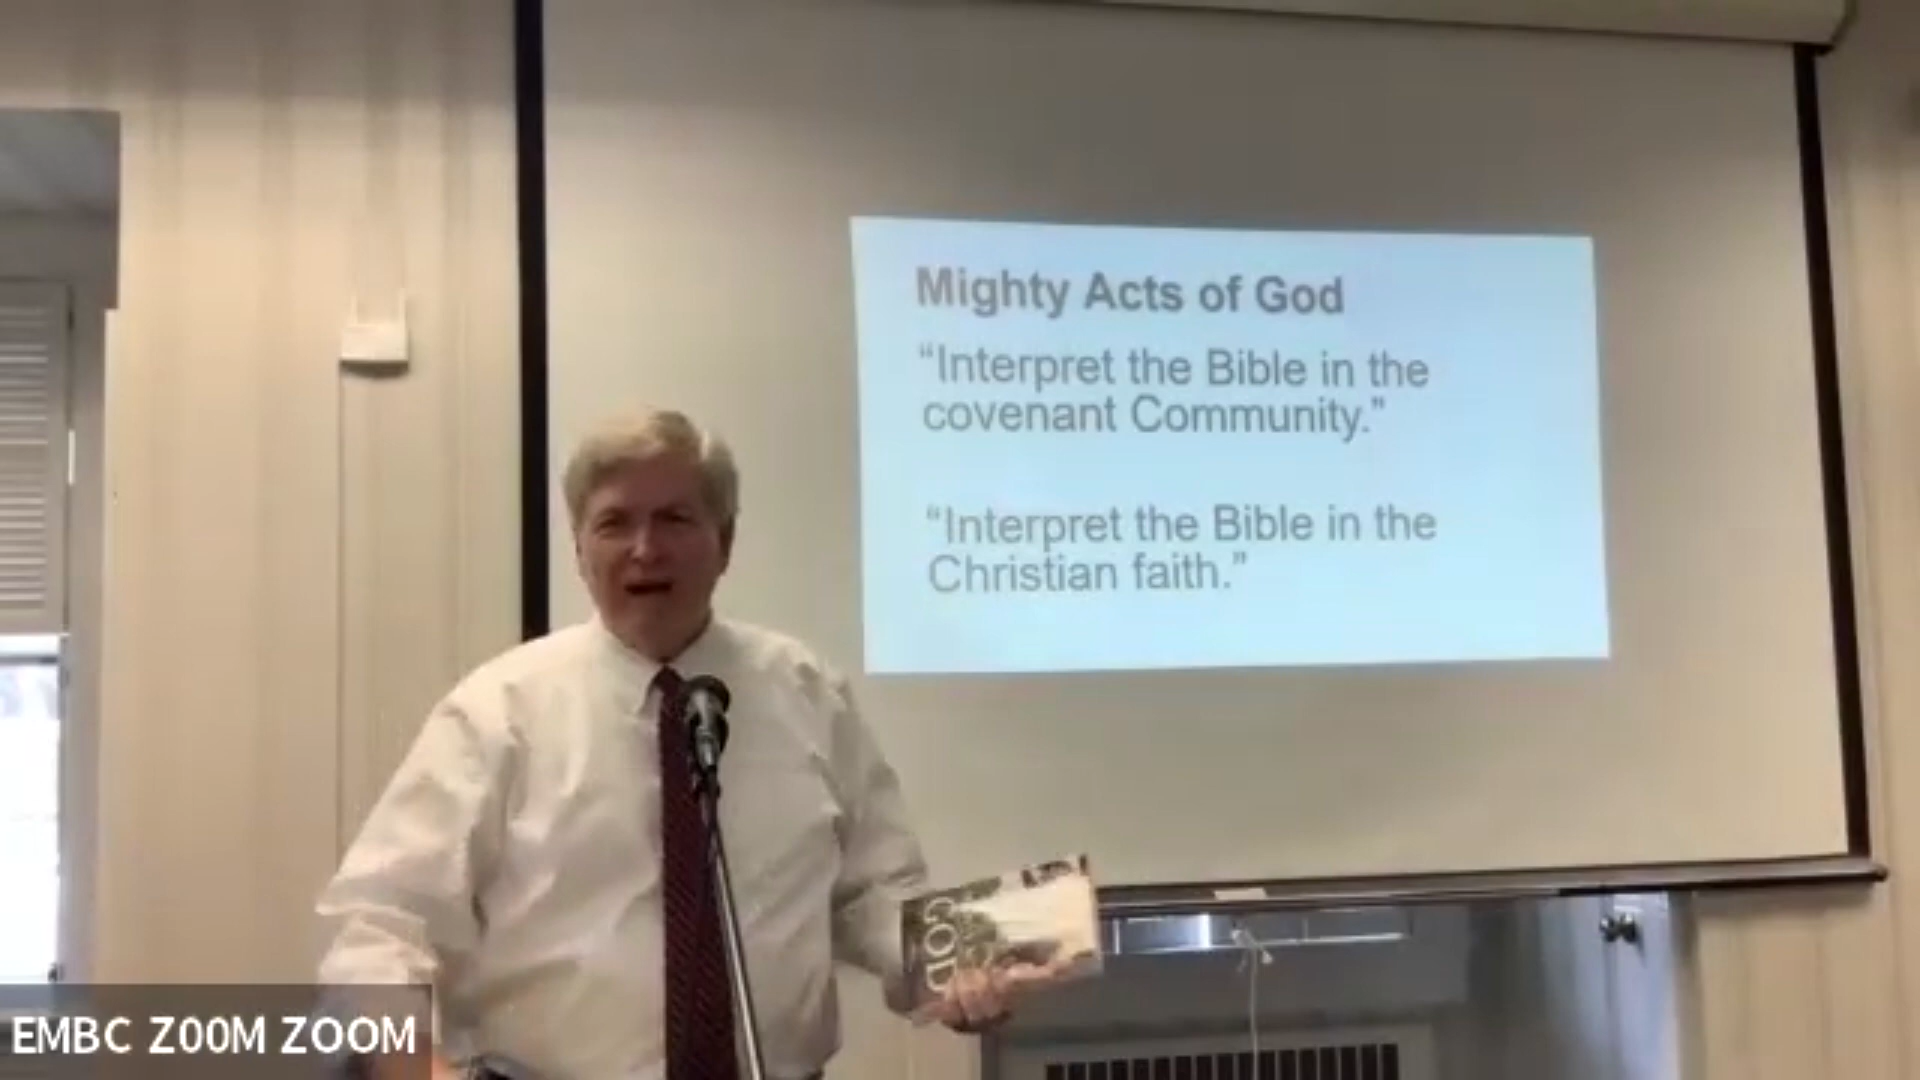 Mighty Acts of God
“Interpret the Bible in the
covenant Community.”
“Interpret the Bible in the
Christian faith.”
GOD
EMBC Z00M ZOOM